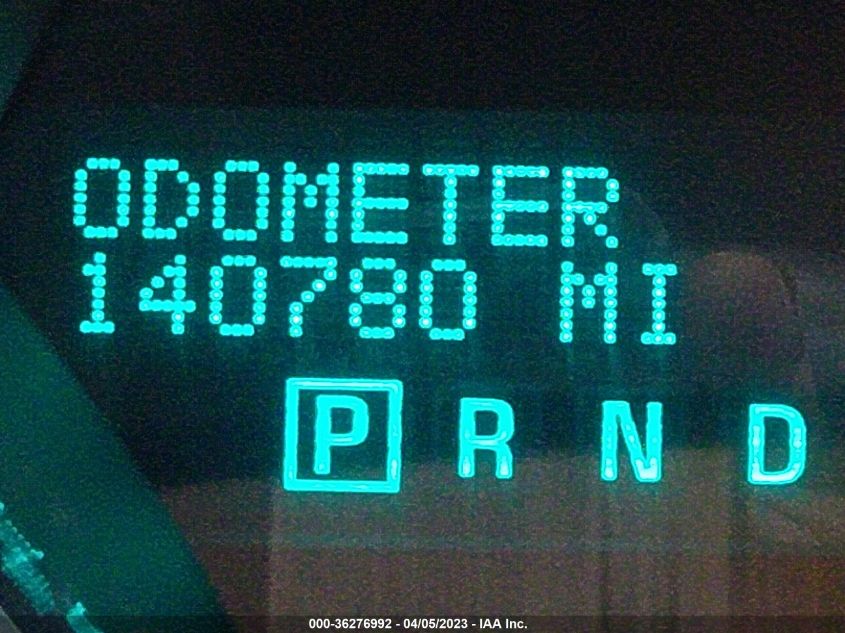 ODOMETER
140780 MI
P R N D
000-36276992 - 04/05/2023 - IAA Inc.